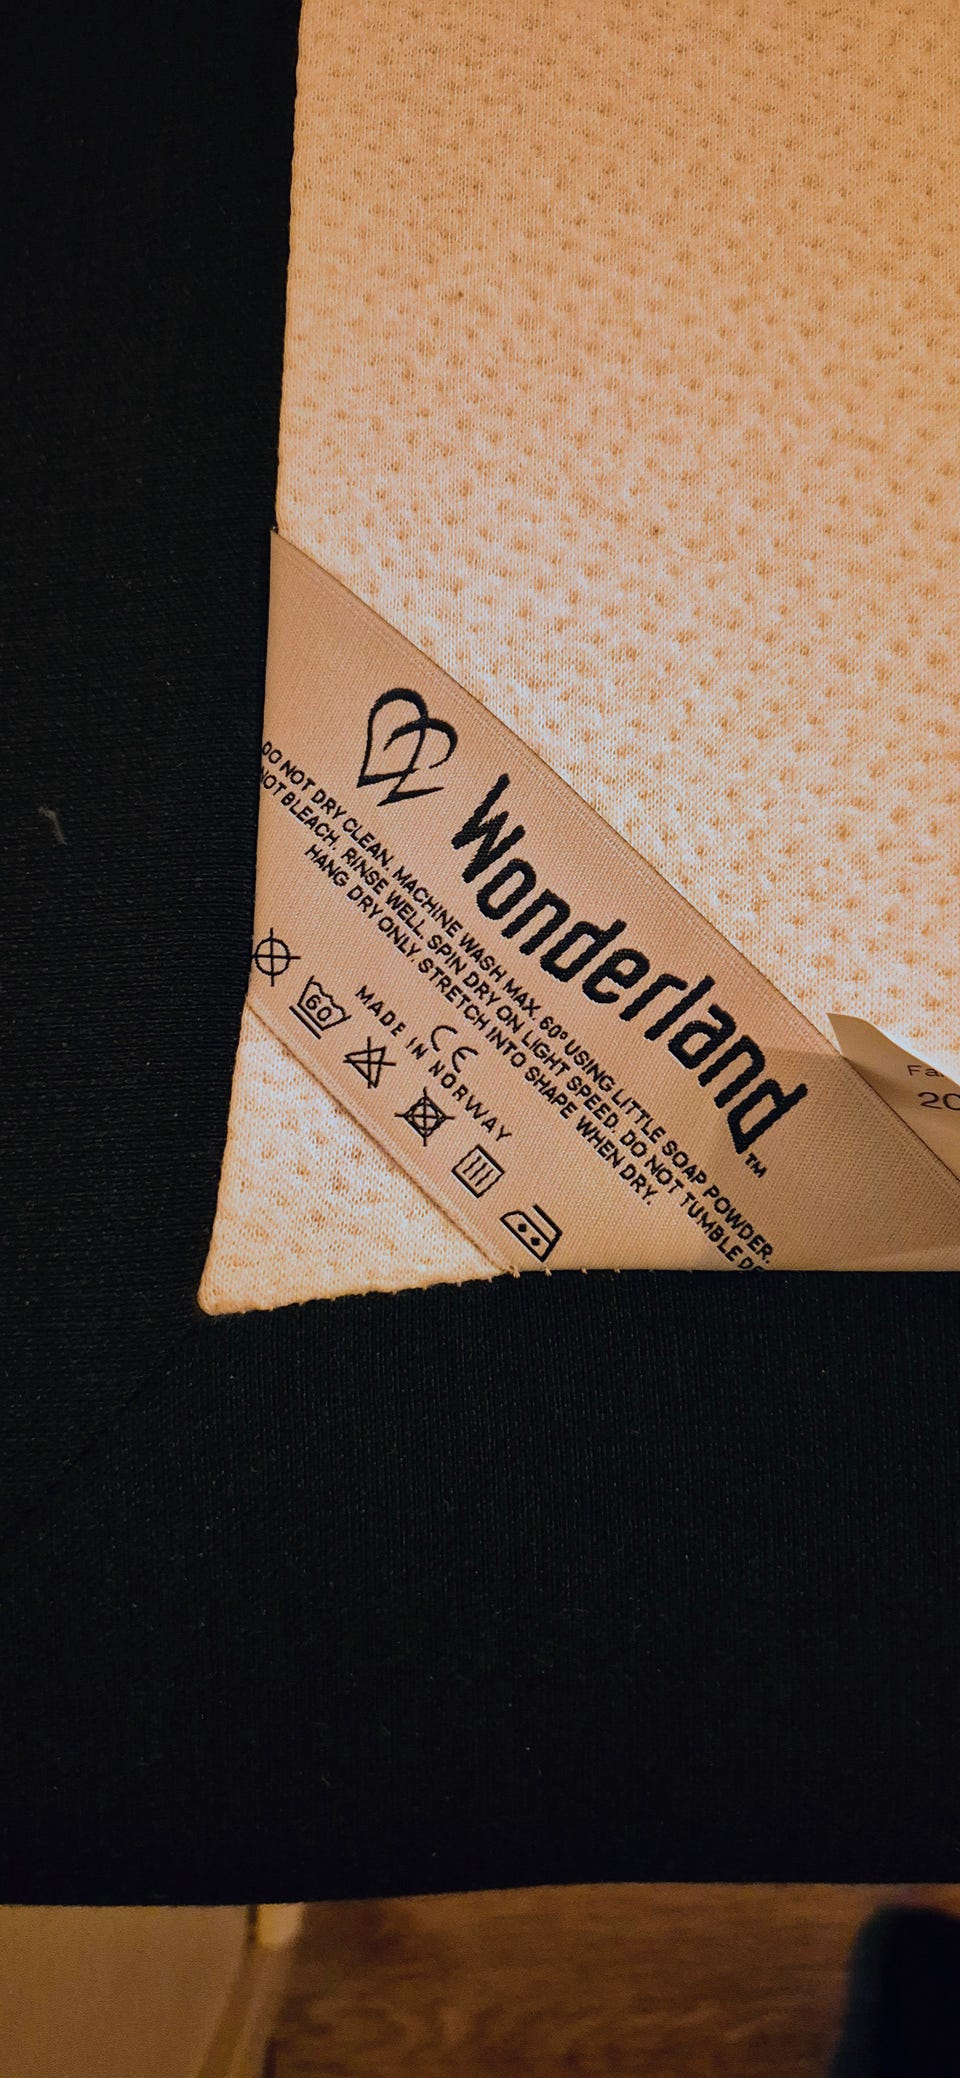 Wonderland™
DO NOT DRY CLEAN. MACHINE WASH MAX. 60° USING LITTLE SOAP POWDER.
NOT BLEACH. RINSE WELL. SPIN DRY ON LIGHT SPEED. DO NOT TUMBLE
HANG DRY ONLY. STRETCH INTO SHAPE WHEN DRY.
CE
MADE IN NORWAY
60